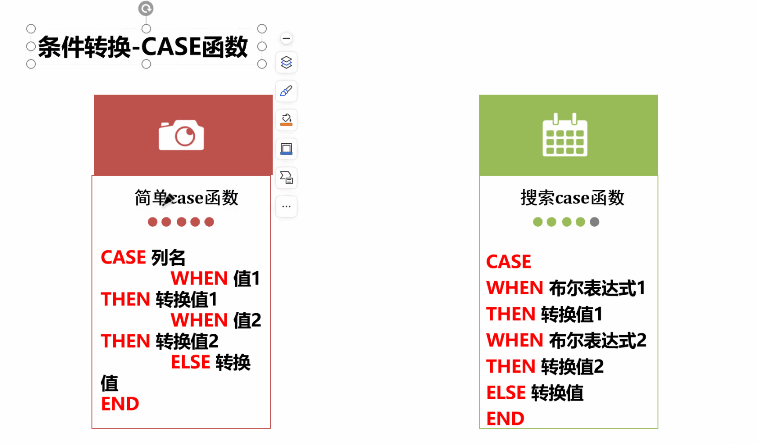 条件转换-CASE函数
简单case函数
CASE 列名
WHEN 值1
THEN 转换值1
WHEN 值2
THEN 转换值2
ELSE 转换
值
END
搜索case函数
CASE
WHEN 布尔表达式1
THEN 转换值1
WHEN 布尔表达式2
THEN 转换值2
ELSE 转换值
END